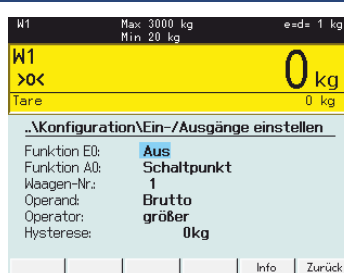 W1 Max 3000 kg e=d= 1 kg
Min 20 kg
W1
>0<
0 kg
Tare 0 kg
..\Konfiguration\Ein-/Ausgänge einstellen
Funktion E0: Aus
Funktion A0: Schaltpunkt
Waagen-Nr.: 1
Operand: Brutto
Operator: größer
Hysterese: 0kg
Info Zurück